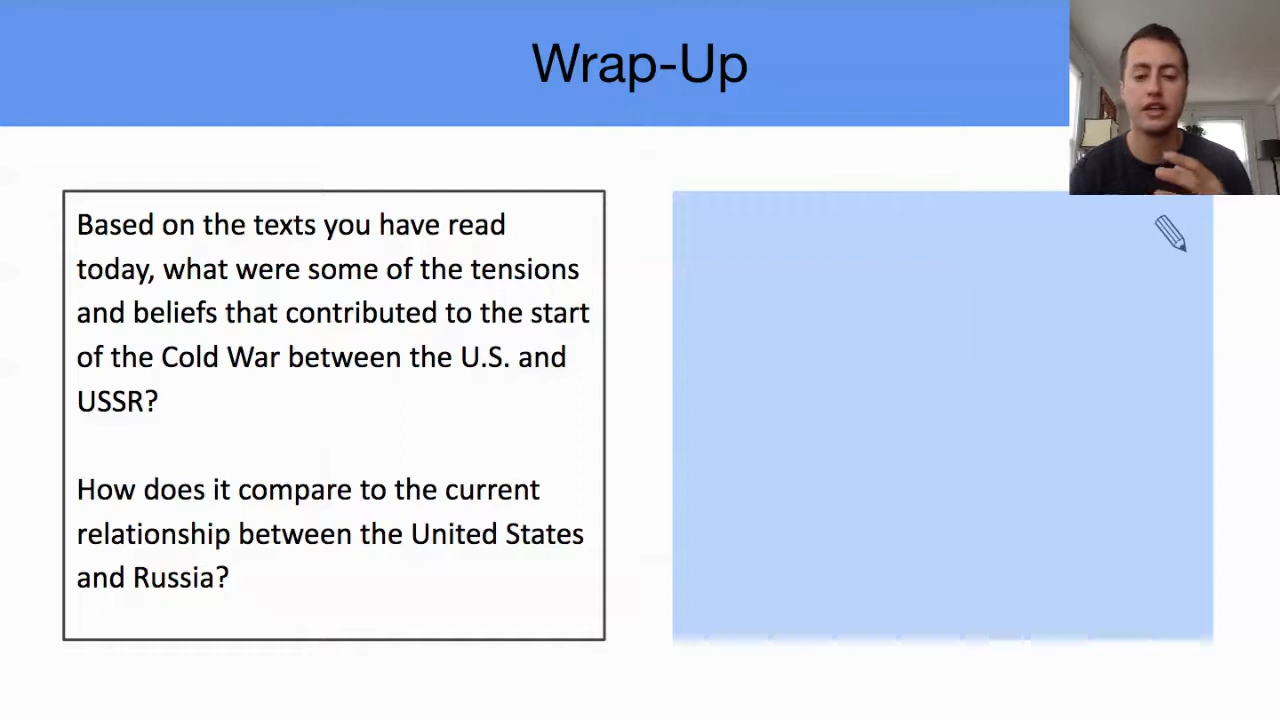 Wrap-Up
Based on the texts you have read
today, what were some of the tensions
and beliefs that contributed to the start
of the Cold War between the U.S. and
USSR?
How does it compare to the current
relationship between the United States
and Russia?